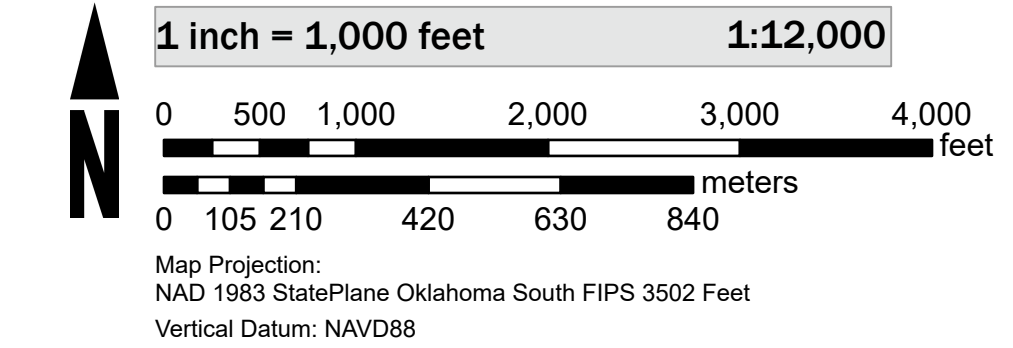 1 inch = 1,000 feet 1:12,000
0 500 1,000 2,000 3,000 4,000
feet
meters
0 105 210 420 630 840
N
Map Projection:
NAD 1983 StatePlane Oklahoma South FIPS 3502 Feet
Vertical Datum: NAVD88